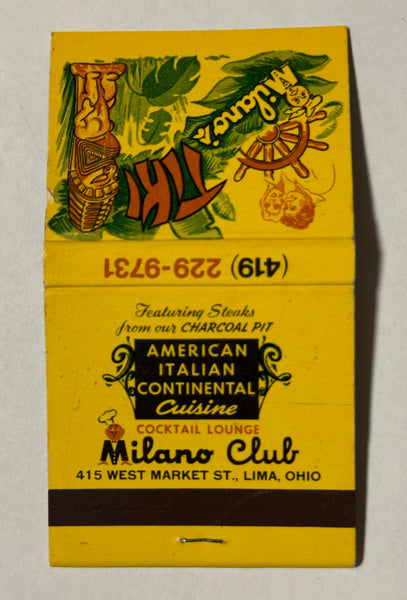 Milano's
TIKI
(419) 229-9731
Featuring Steaks
from our CHARCOAL PIT
AMERICAN
ITALIAN
CONTINENTAL
Cuisine
COCKTAIL LOUNGE
Milano Club
415 WEST MARKET ST., LIMA, OHIO